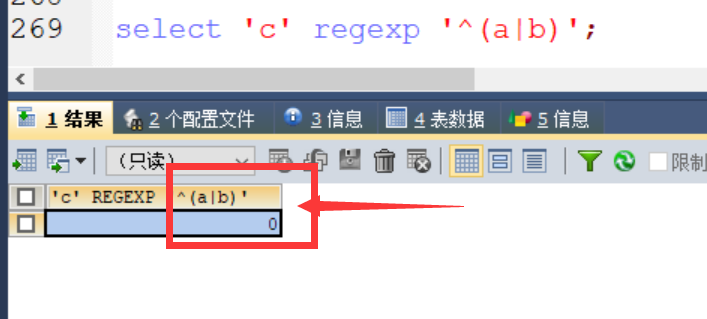 269 select 'c' regexp '^(a|b)';
1 结果 2 个配置文件 3 信息 4 表数据 5 信息
（只读） 限制
'c' REGEXP '^(a|b)'
0